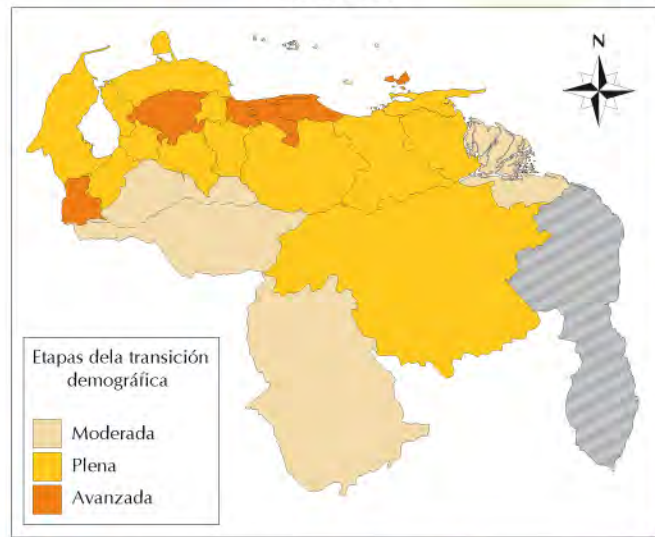 N
Etapas dela transición
demográfica
Moderada
Plena
Avanzada